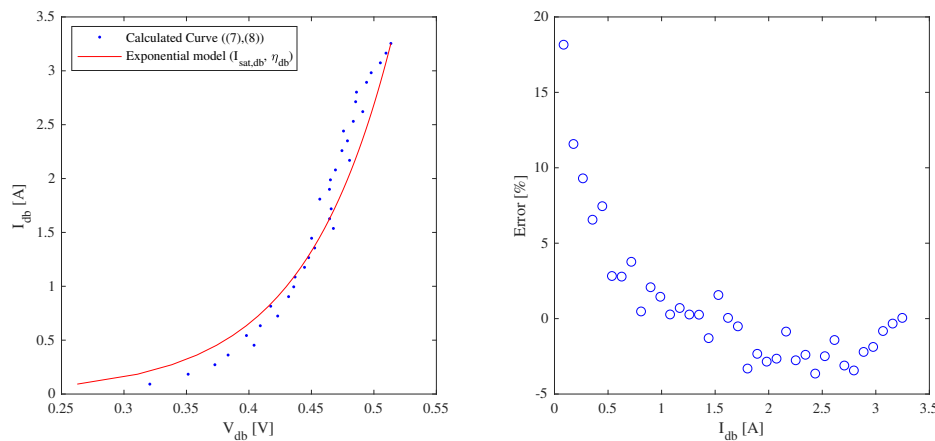 3.5
3
2.5
2
1.5
1
0.5
0
I_db [A]
Calculated Curve ((7),(8))
Exponential model (I_sat,db, η_db)
0.25 0.3 0.35 0.4 0.45 0.5 0.55
V_db [V]
20
15
10
5
0
-5
Error [%]
0 0.5 1 1.5 2 2.5 3 3.5
I_db [A]